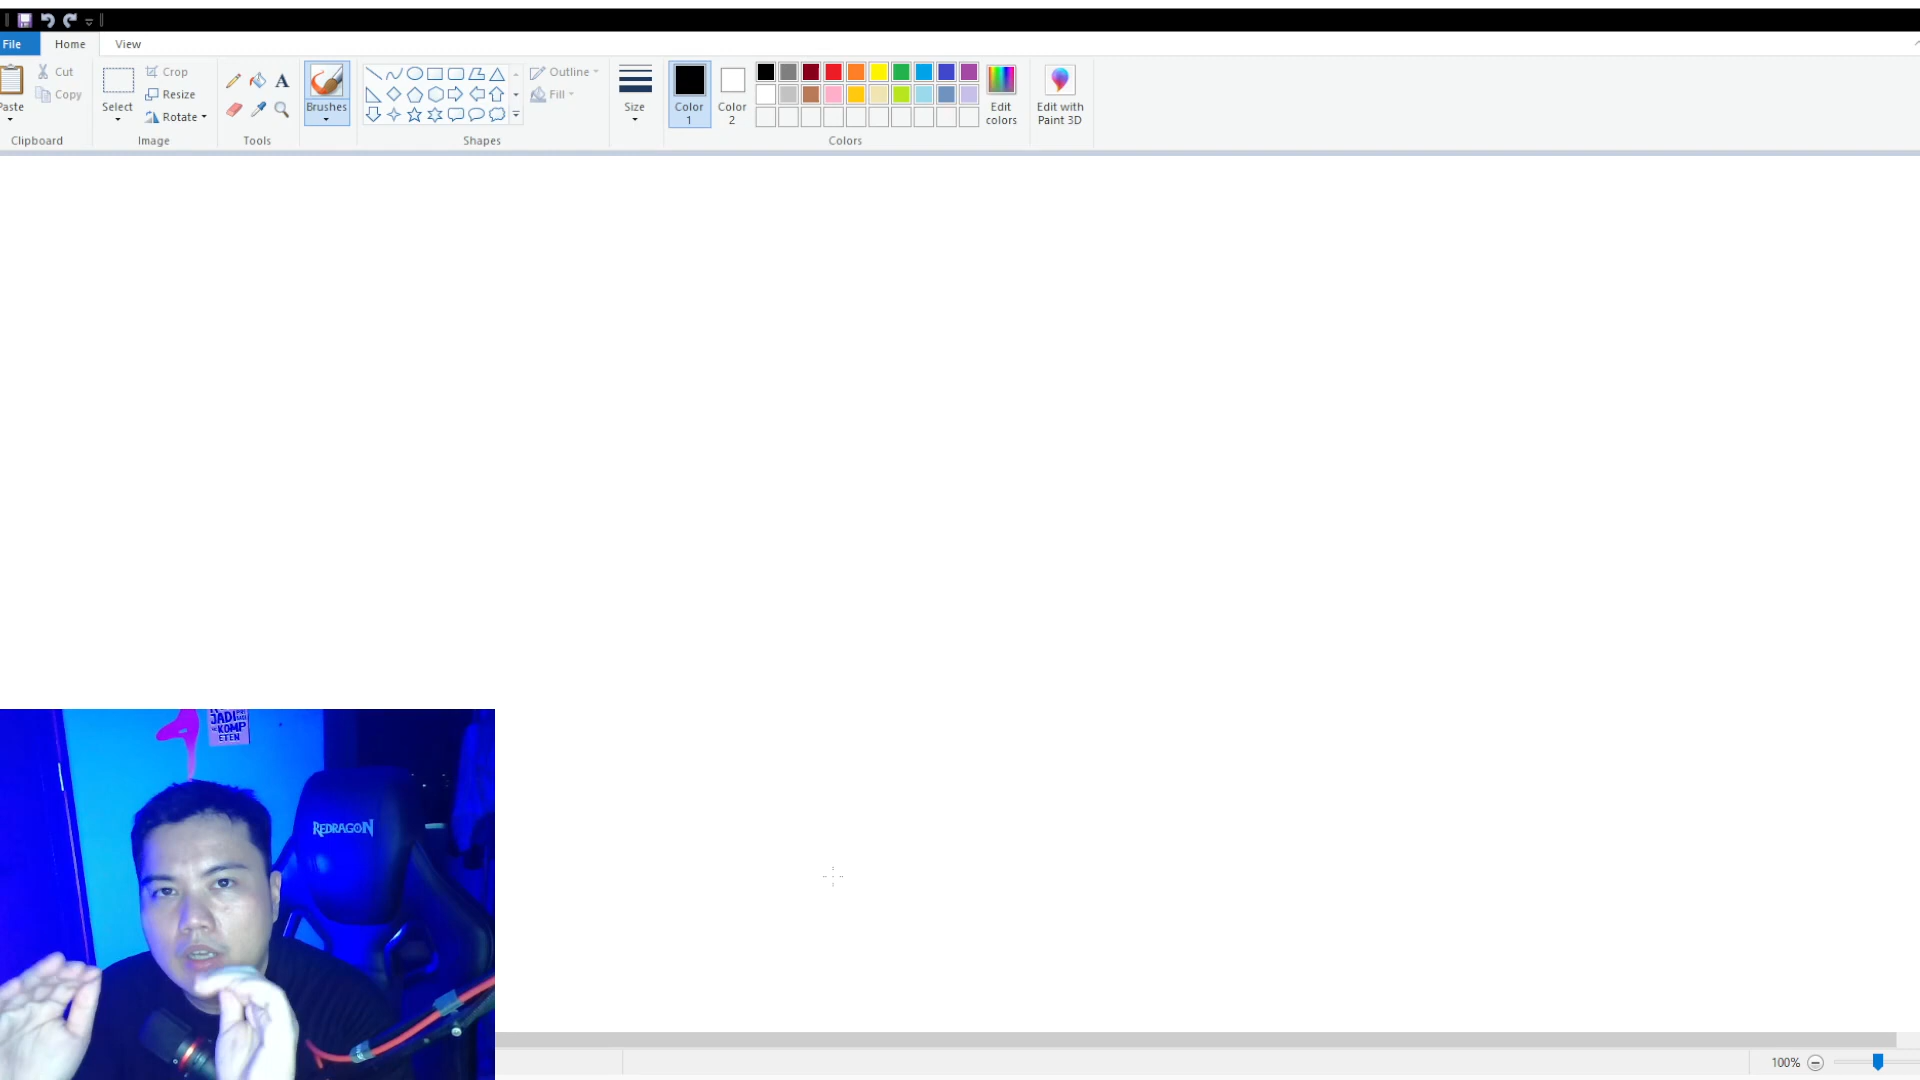 File
Home
View
Paste
Cut
Copy
Clipboard
Select
Crop
Resize
Rotate
Image
A
Tools
Brushes
Outline
Fill
Shapes
Size
Color
1
Color
2
Edit
colors
Colors
Edit with
Paint 3D
JADI
KOMP
ETEN
REDRAGON
100%